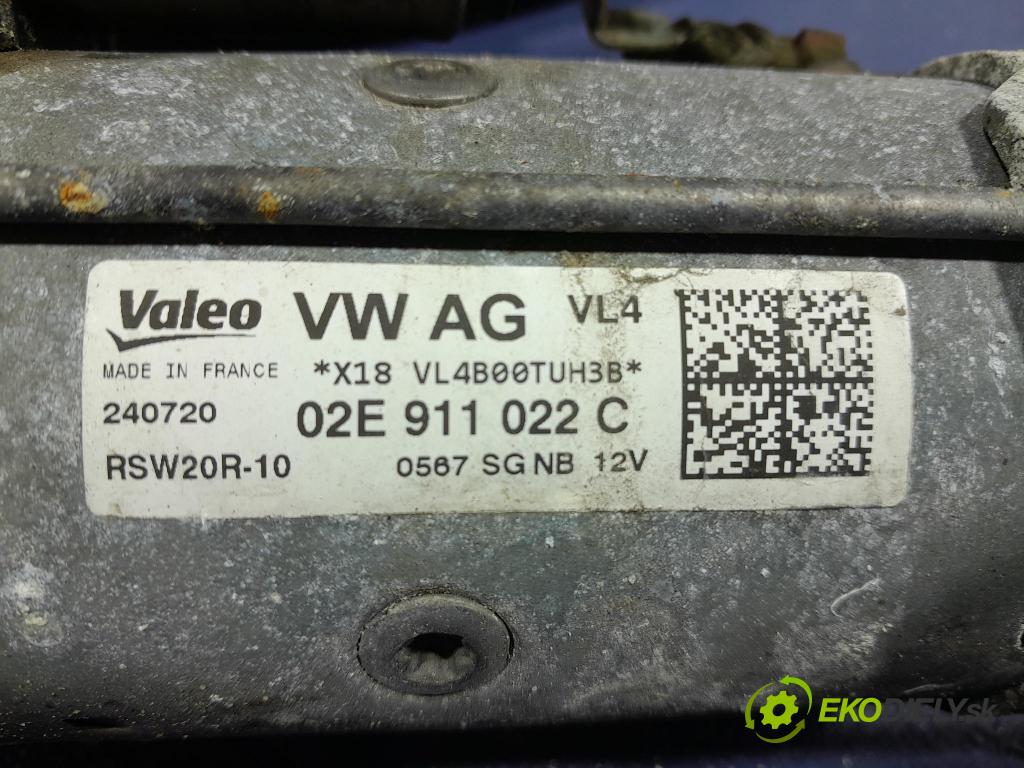 Valeo VW AG VL4
MADE IN FRANCE *X18 VL4B00TUH3B*
240720 02E 911 022 C
RSW20R-10 0567 SG NB 12V
EKODIELY.sk